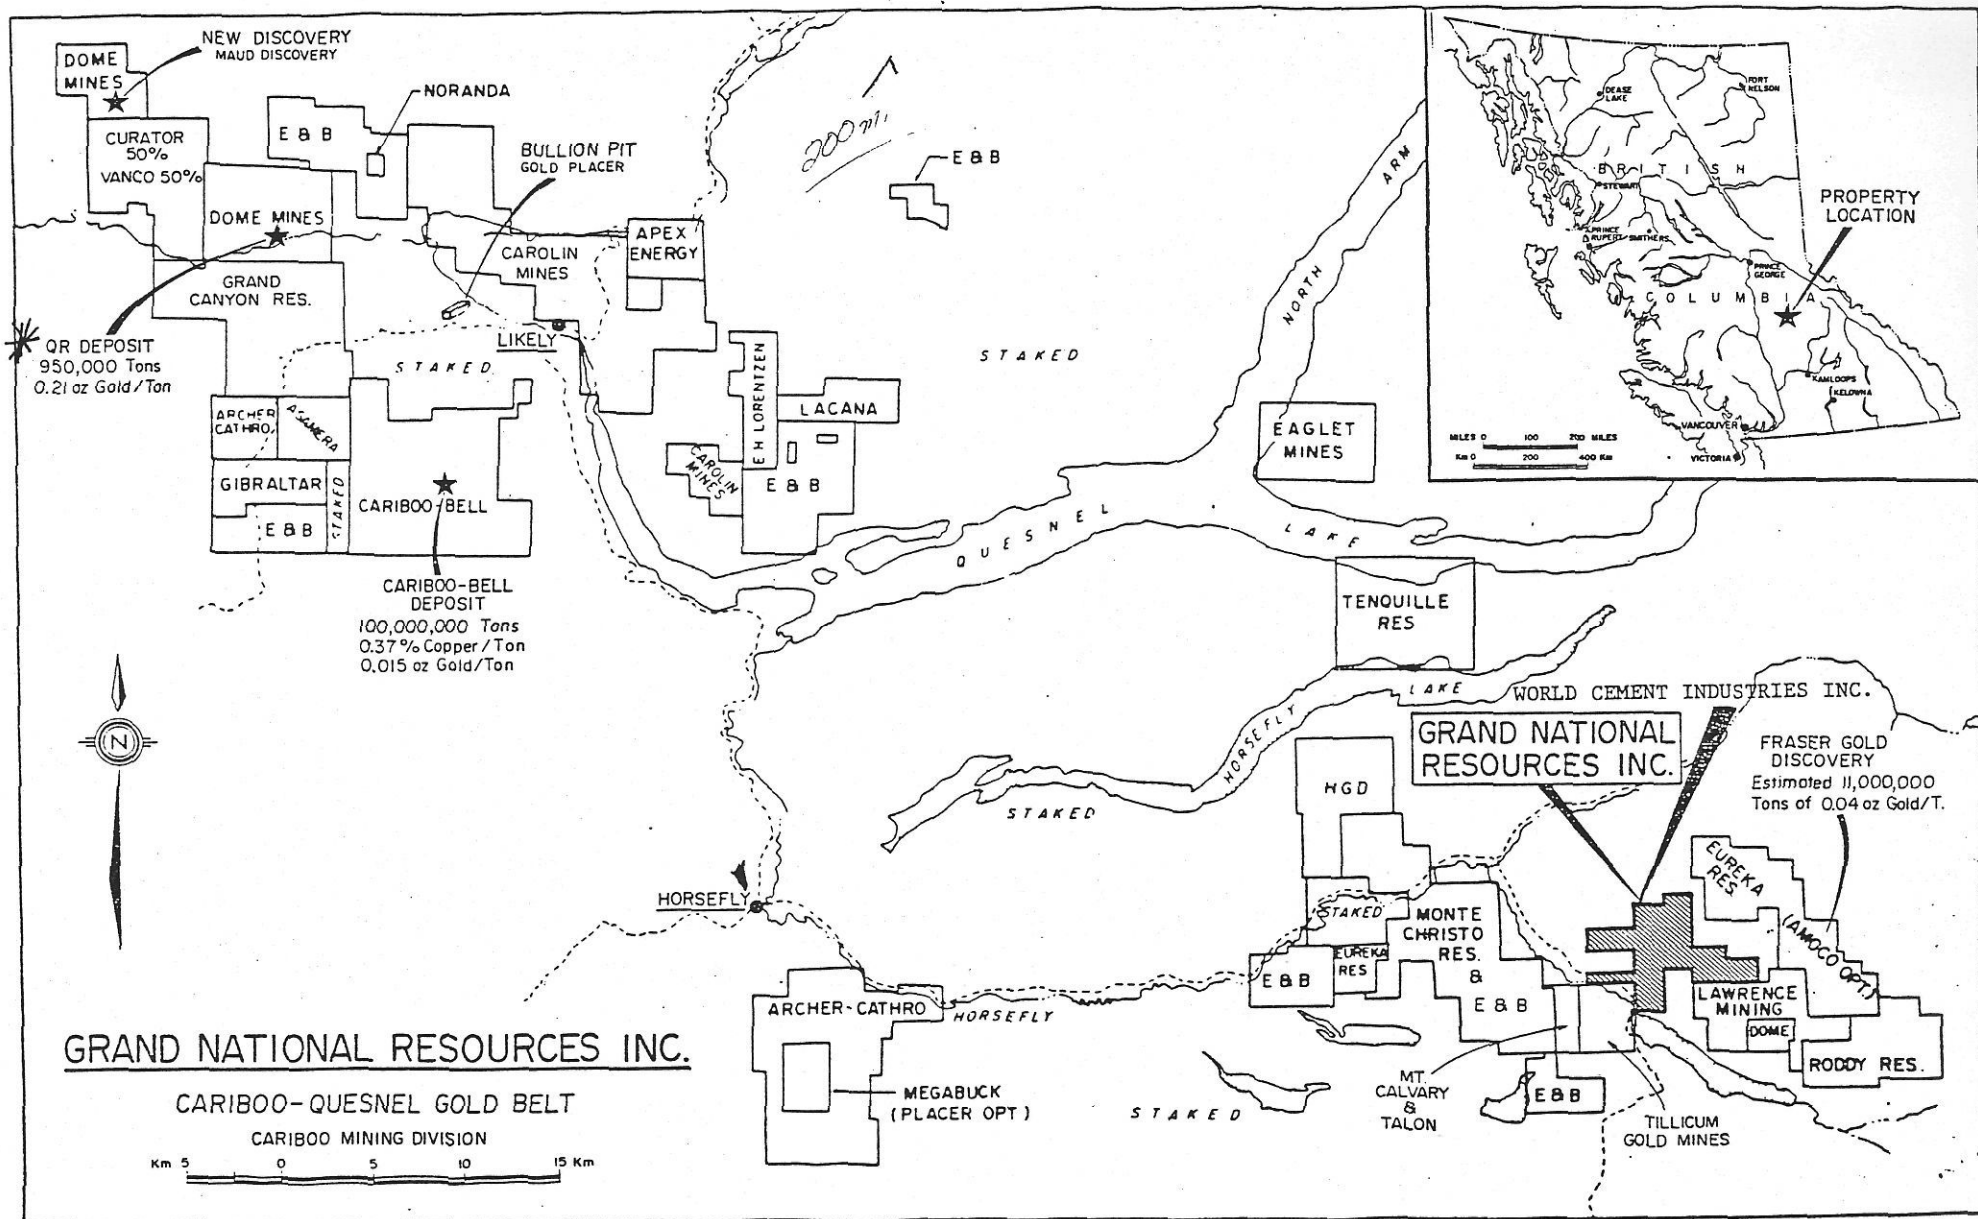 NEW DISCOVERY
MAUD DISCOVERY
DOME
MINES
CURATOR
50%
VANCO 50%
E & B
NORANDA
BULLION PIT
GOLD PLACER
200 m.
E & B
DOME MINES
CAROLIN
MINES
APEX
ENERGY
GRAND
CANYON RES.
LIKELY
QR DEPOSIT
950,000 Tons
0.21 oz Gold/Ton
STAKED
ARCHER
CATHRO,
ASAMERA
GIBRALTAR
STAKED
E & B
CARIBOO-BELL
CARIBOO-BELL
DEPOSIT
100,000,000 Tons
0.37% Copper/Ton
0.015 oz Gold/Ton
E H LORENTZEN
LACANA
CAROLIN
MINES
E & B
STAKED
NORTH ARM
EAGLET
MINES
QUESNEL LAKE
TENQUILLE
RES
HORSEFLY LAKE
STAKED
N
HORSEFLY
ARCHER-CATHRO
HORSEFLY
MEGABUCK
(PLACER OPT)
STAKED
WORLD CEMENT INDUSTRIES INC.
GRAND NATIONAL
RESOURCES INC.
FRASER GOLD
DISCOVERY
Estimated 11,000,000
Tons of 0.04 oz Gold/T.
HGD
STAKED
EUREKA
RES
E & B
MONTE
CHRISTO
RES.
&
E & B
EUREKA
RES.
(AMOCO OPT.)
LAWRENCE
MINING
DOME
RODDY RES.
MT.
CALVARY
&
TALON
E & B
TILLICUM
GOLD MINES
DEASE
LAKE
FORT
NELSON
BRITISH
STEWART
PROPERTY
LOCATION
PRINCE
RUPERT
SMITHERS
PRINCE
GEORGE
COLUMBIA
KAMLOOPS
KELOWNA
VANCOUVER
VICTORIA
MILES 0 100 200 MILES
Km 0 200 400 Km
GRAND NATIONAL RESOURCES INC.
CARIBOO-QUESNEL GOLD BELT
CARIBOO MINING DIVISION
Km 5 0 5 10 15 Km